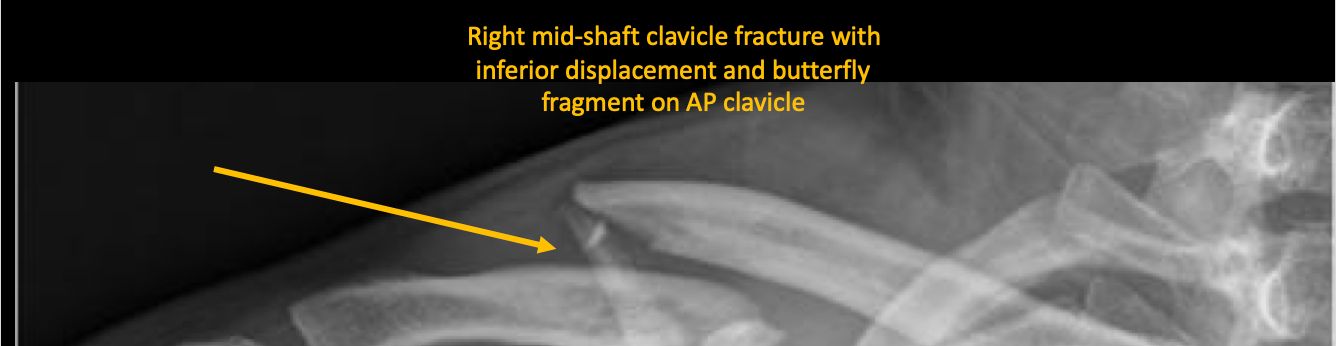 Right mid-shaft clavicle fracture with
inferior displacement and butterfly
fragment on AP clavicle